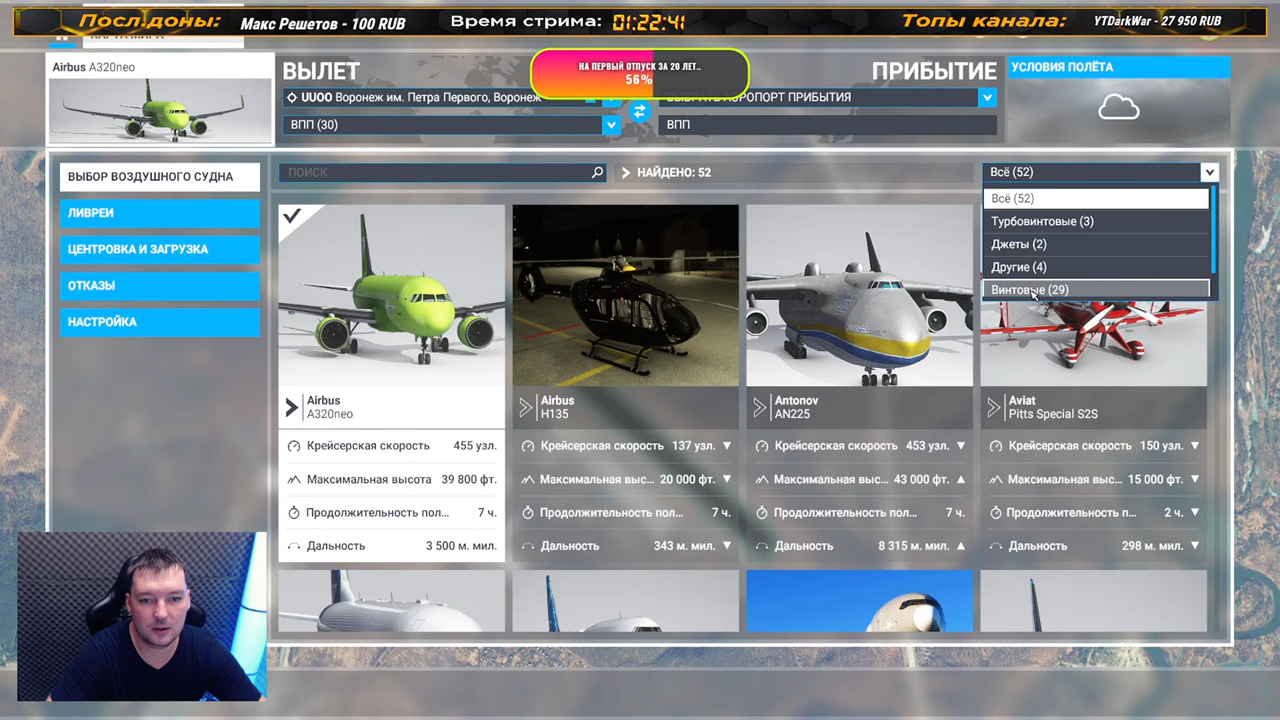 Посл.доны:
Макс Решетов - 100 RUB
Время стрима:
01:22:41
Топы канала:
YTDarkWar - 27 950 RUB
КАРТА МИРА
Airbus A320neo
ВЫЛЕТ
НА ПЕРВЫЙ ОТПУСК ЗА 20 ЛЕТ..
56%
ПРИБЫТИЕ
УСЛОВИЯ ПОЛЁТА
UUOO Воронеж им. Петра Первого, Воронеж
ВЫБРАТЬ АЭРОПОРТ ПРИБЫТИЯ
ВПП (30)
ВПП
ВЫБОР ВОЗДУШНОГО СУДНА
ЛИВРЕИ
ЦЕНТРОВКА И ЗАГРУЗКА
ОТКАЗЫ
НАСТРОЙКА
ПОИСК
НАЙДЕНО: 52
Всё (52)
Всё (52)
Турбовинтовые (3)
Джеты (2)
Другие (4)
Винтовые (29)
Airbus
A320neo
Крейсерская скорость 455 узл.
Максимальная высота 39 800 фт.
Продолжительность пол... 7 ч.
Дальность 3 500 м. мил.
Airbus
H135
Крейсерская скорость 137 узл.
Максимальная выс... 20 000 фт.
Продолжительность пол... 7 ч.
Дальность 343 м. мил.
Antonov
AN225
Крейсерская скорость 453 узл.
Максимальная выс... 43 000 фт.
Продолжительность пол... 7 ч.
Дальность 8 315 м. мил.
Aviat
Pitts Special S2S
Крейсерская скорость 150 узл.
Максимальная выс... 15 000 фт.
Продолжительность п... 2 ч.
Дальность 298 м. мил.